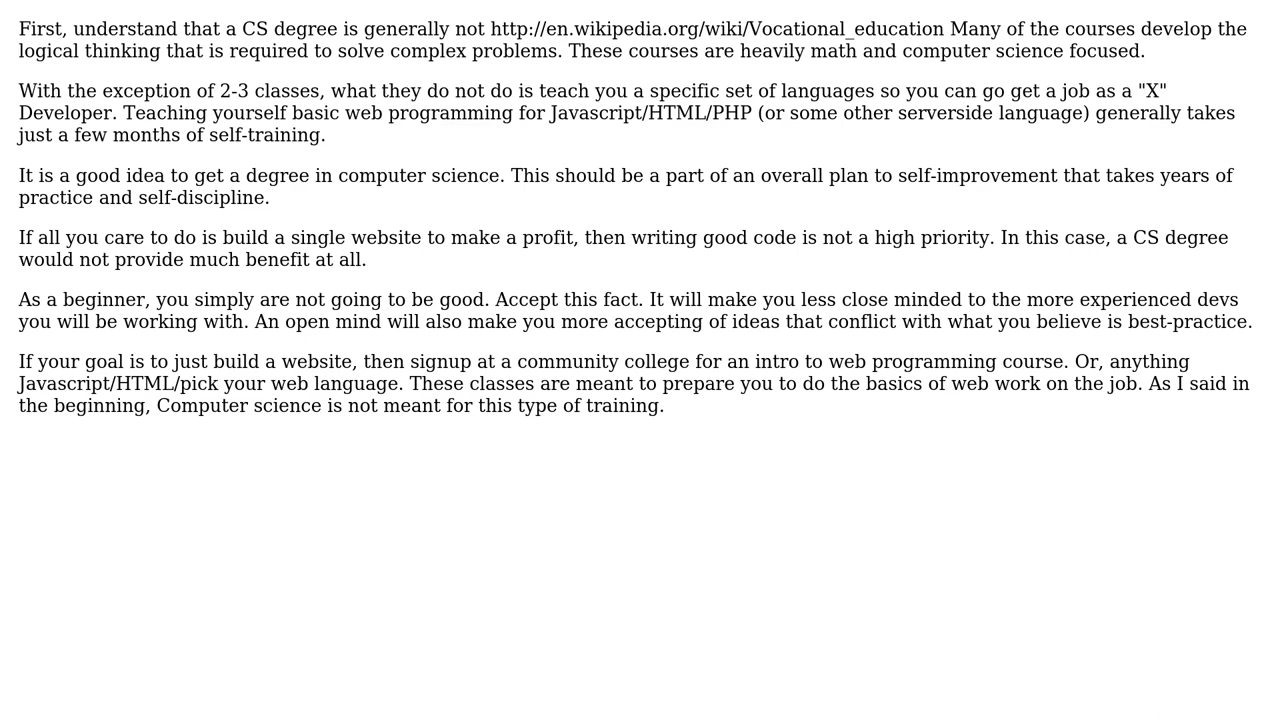 First, understand that a CS degree is generally not http://en.wikipedia.org/wiki/Vocational_education Many of the courses develop the
logical thinking that is required to solve complex problems. These courses are heavily math and computer science focused.
With the exception of 2-3 classes, what they do not do is teach you a specific set of languages so you can go get a job as a "X"
Developer. Teaching yourself basic web programming for Javascript/HTML/PHP (or some other serverside language) generally takes
just a few months of self-training.
It is a good idea to get a degree in computer science. This should be a part of an overall plan to self-improvement that takes years of
practice and self-discipline.
If all you care to do is build a single website to make a profit, then writing good code is not a high priority. In this case, a CS degree
would not provide much benefit at all.
As a beginner, you simply are not going to be good. Accept this fact. It will make you less close minded to the more experienced devs
you will be working with. An open mind will also make you more accepting of ideas that conflict with what you believe is best-practice.
If your goal is to just build a website, then signup at a community college for an intro to web programming course. Or, anything
Javascript/HTML/pick your web language. These classes are meant to prepare you to do the basics of web work on the job. As I said in
the beginning, Computer science is not meant for this type of training.